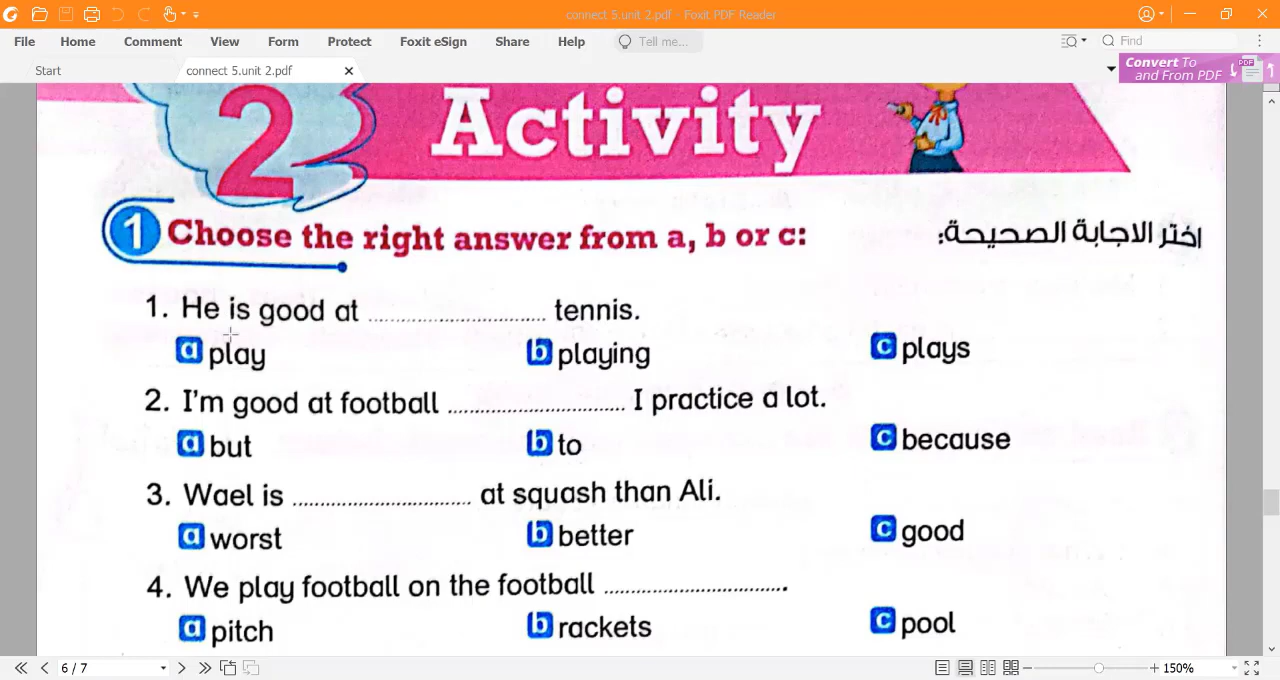 connect 5.unit 2.pdf - Foxit PDF Reader
File Home Comment View Form Protect Foxit eSign Share Help Tell me... Find
Start connect 5.unit 2.pdf
Convert To and From PDF PDF
2 Activity
1 Choose the right answer from a, b or c: اختر الاجابة الصحيحة:
1. He is good at ........................ tennis.
a play b playing c plays
2. I'm good at football ........................ I practice a lot.
a but b to c because
3. Wael is ........................ at squash than Ali.
a worst b better c good
4. We play football on the football ........................ .
a pitch b rackets c pool
6 / 7 150%